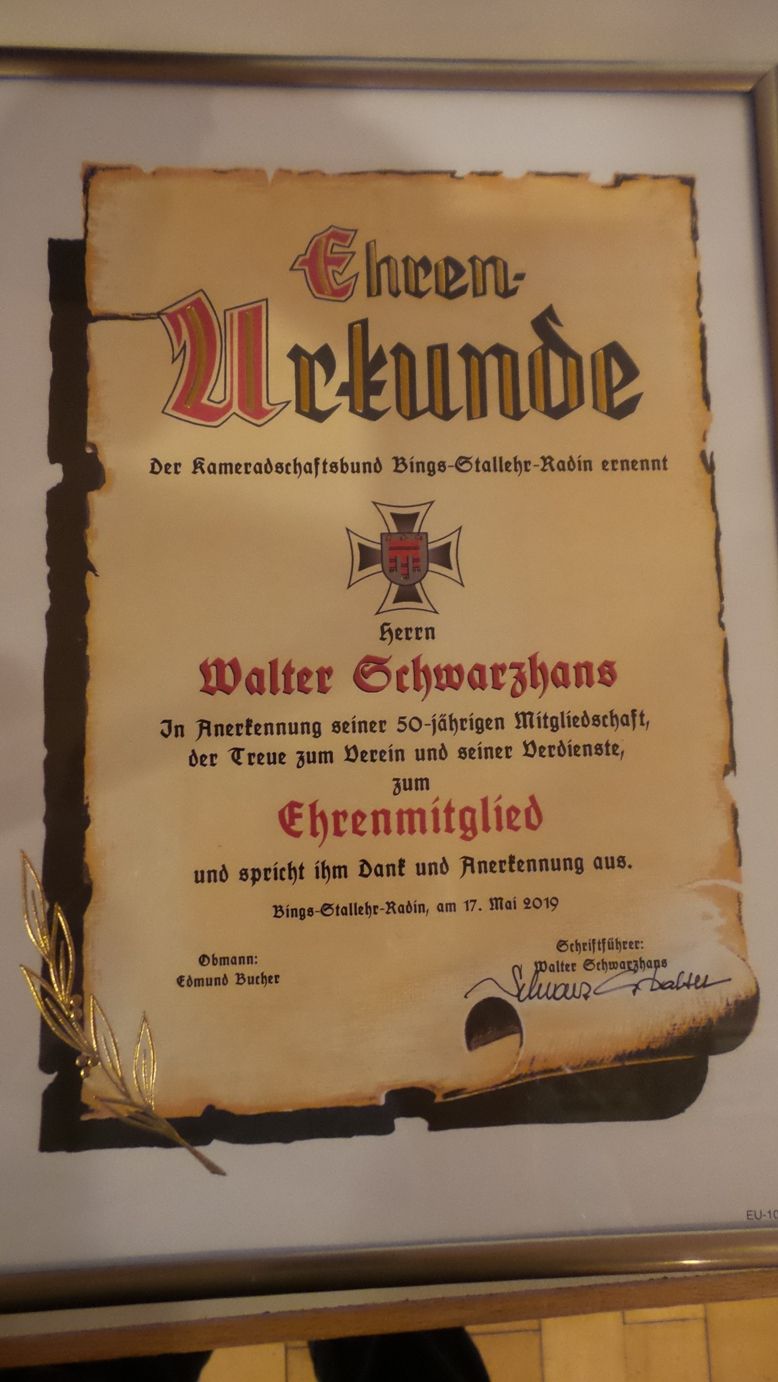 Ehren-
Urkunde
Der Kameradschaftsbund Bings-Stallehr-Radin ernennt
Herrn
Walter Schwarzhans
In Anerkennung seiner 50-jährigen Mitgliedschaft,
der Treue zum Verein und seiner Verdienste,
zum
Ehrenmitglied
und spricht ihm Dank und Anerkennung aus.
Bings-Stallehr-Radin, am 17. Mai 2019
Obmann:
Edmund Bucher
Schriftführer:
Walter Schwarzhans
EU-10